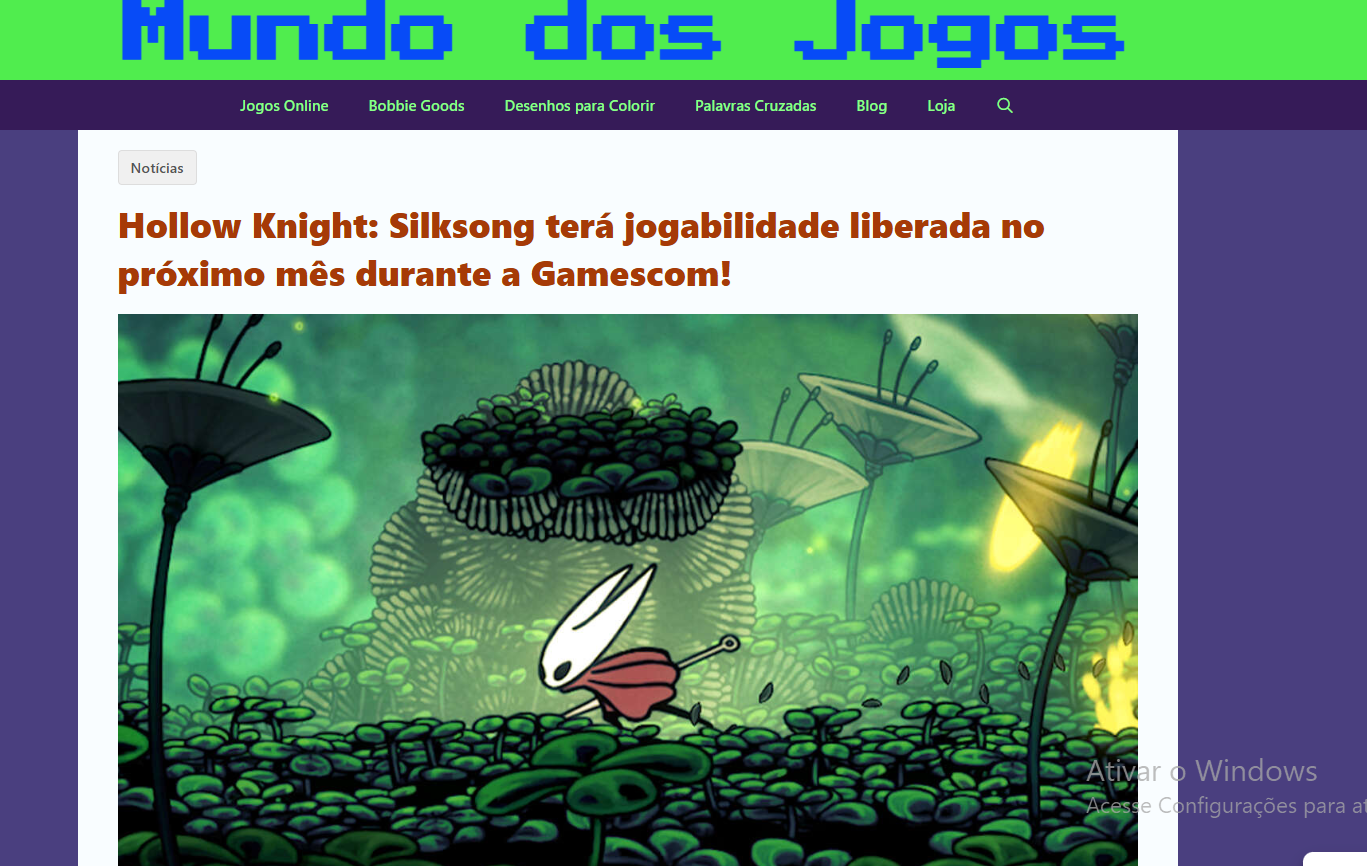 Mundo dos Jogos
Jogos Online Bobbie Goods Desenhos para Colorir Palavras Cruzadas Blog Loja
Notícias
Hollow Knight: Silksong terá jogabilidade liberada no
próximo mês durante a Gamescom!
Ativar o Windows
Acesse Configurações para at